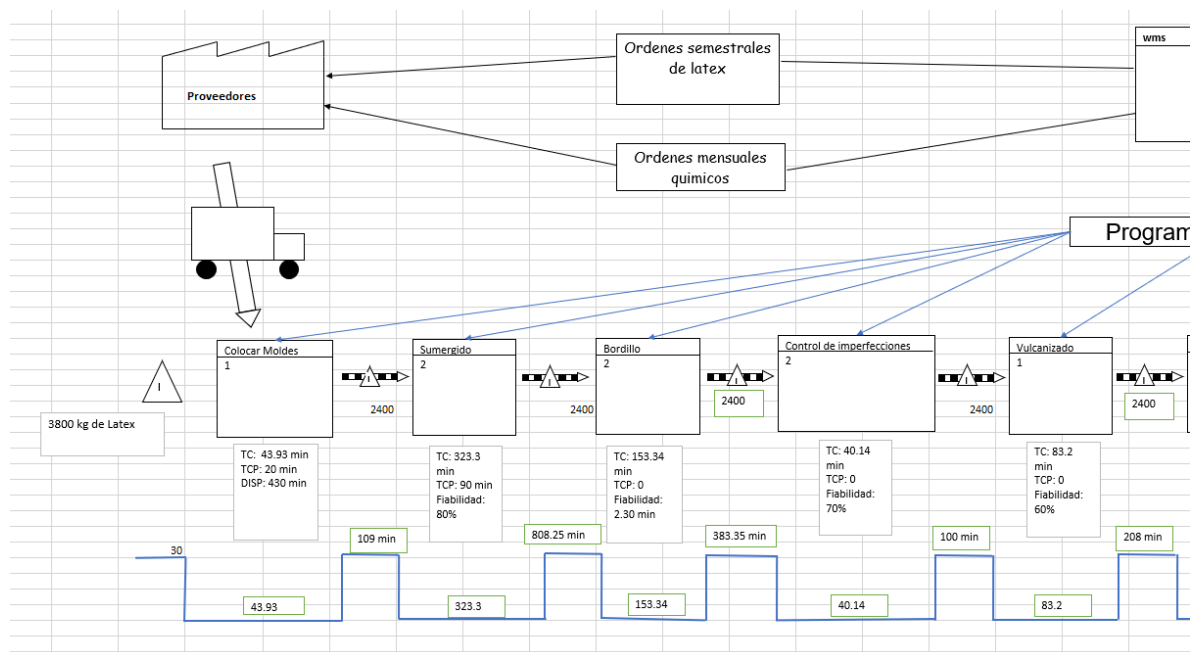 wms
Ordenes semestrales
de latex
Proveedores
Ordenes mensuales
quimicos
Program
Colocar Moldes
1
Sumergido
2
Bordillo
2
Control de imperfecciones
2
Vulcanizado
1
I
I
I
I
I
I
2400
2400
2400
2400
2400
3800 kg de Latex
TC: 43.93 min
TCP: 20 min
DISP: 430 min
TC: 323.3
min
TCP: 90 min
Fiabilidad:
80%
TC: 153.34
min
TCP: 0
Fiabilidad:
2.30 min
TC: 40.14
min
TCP: 0
Fiabilidad:
70%
TC: 83.2
min
TCP: 0
Fiabilidad:
60%
30
109 min
808.25 min
383.35 min
100 min
208 min
43.93
323.3
153.34
40.14
83.2